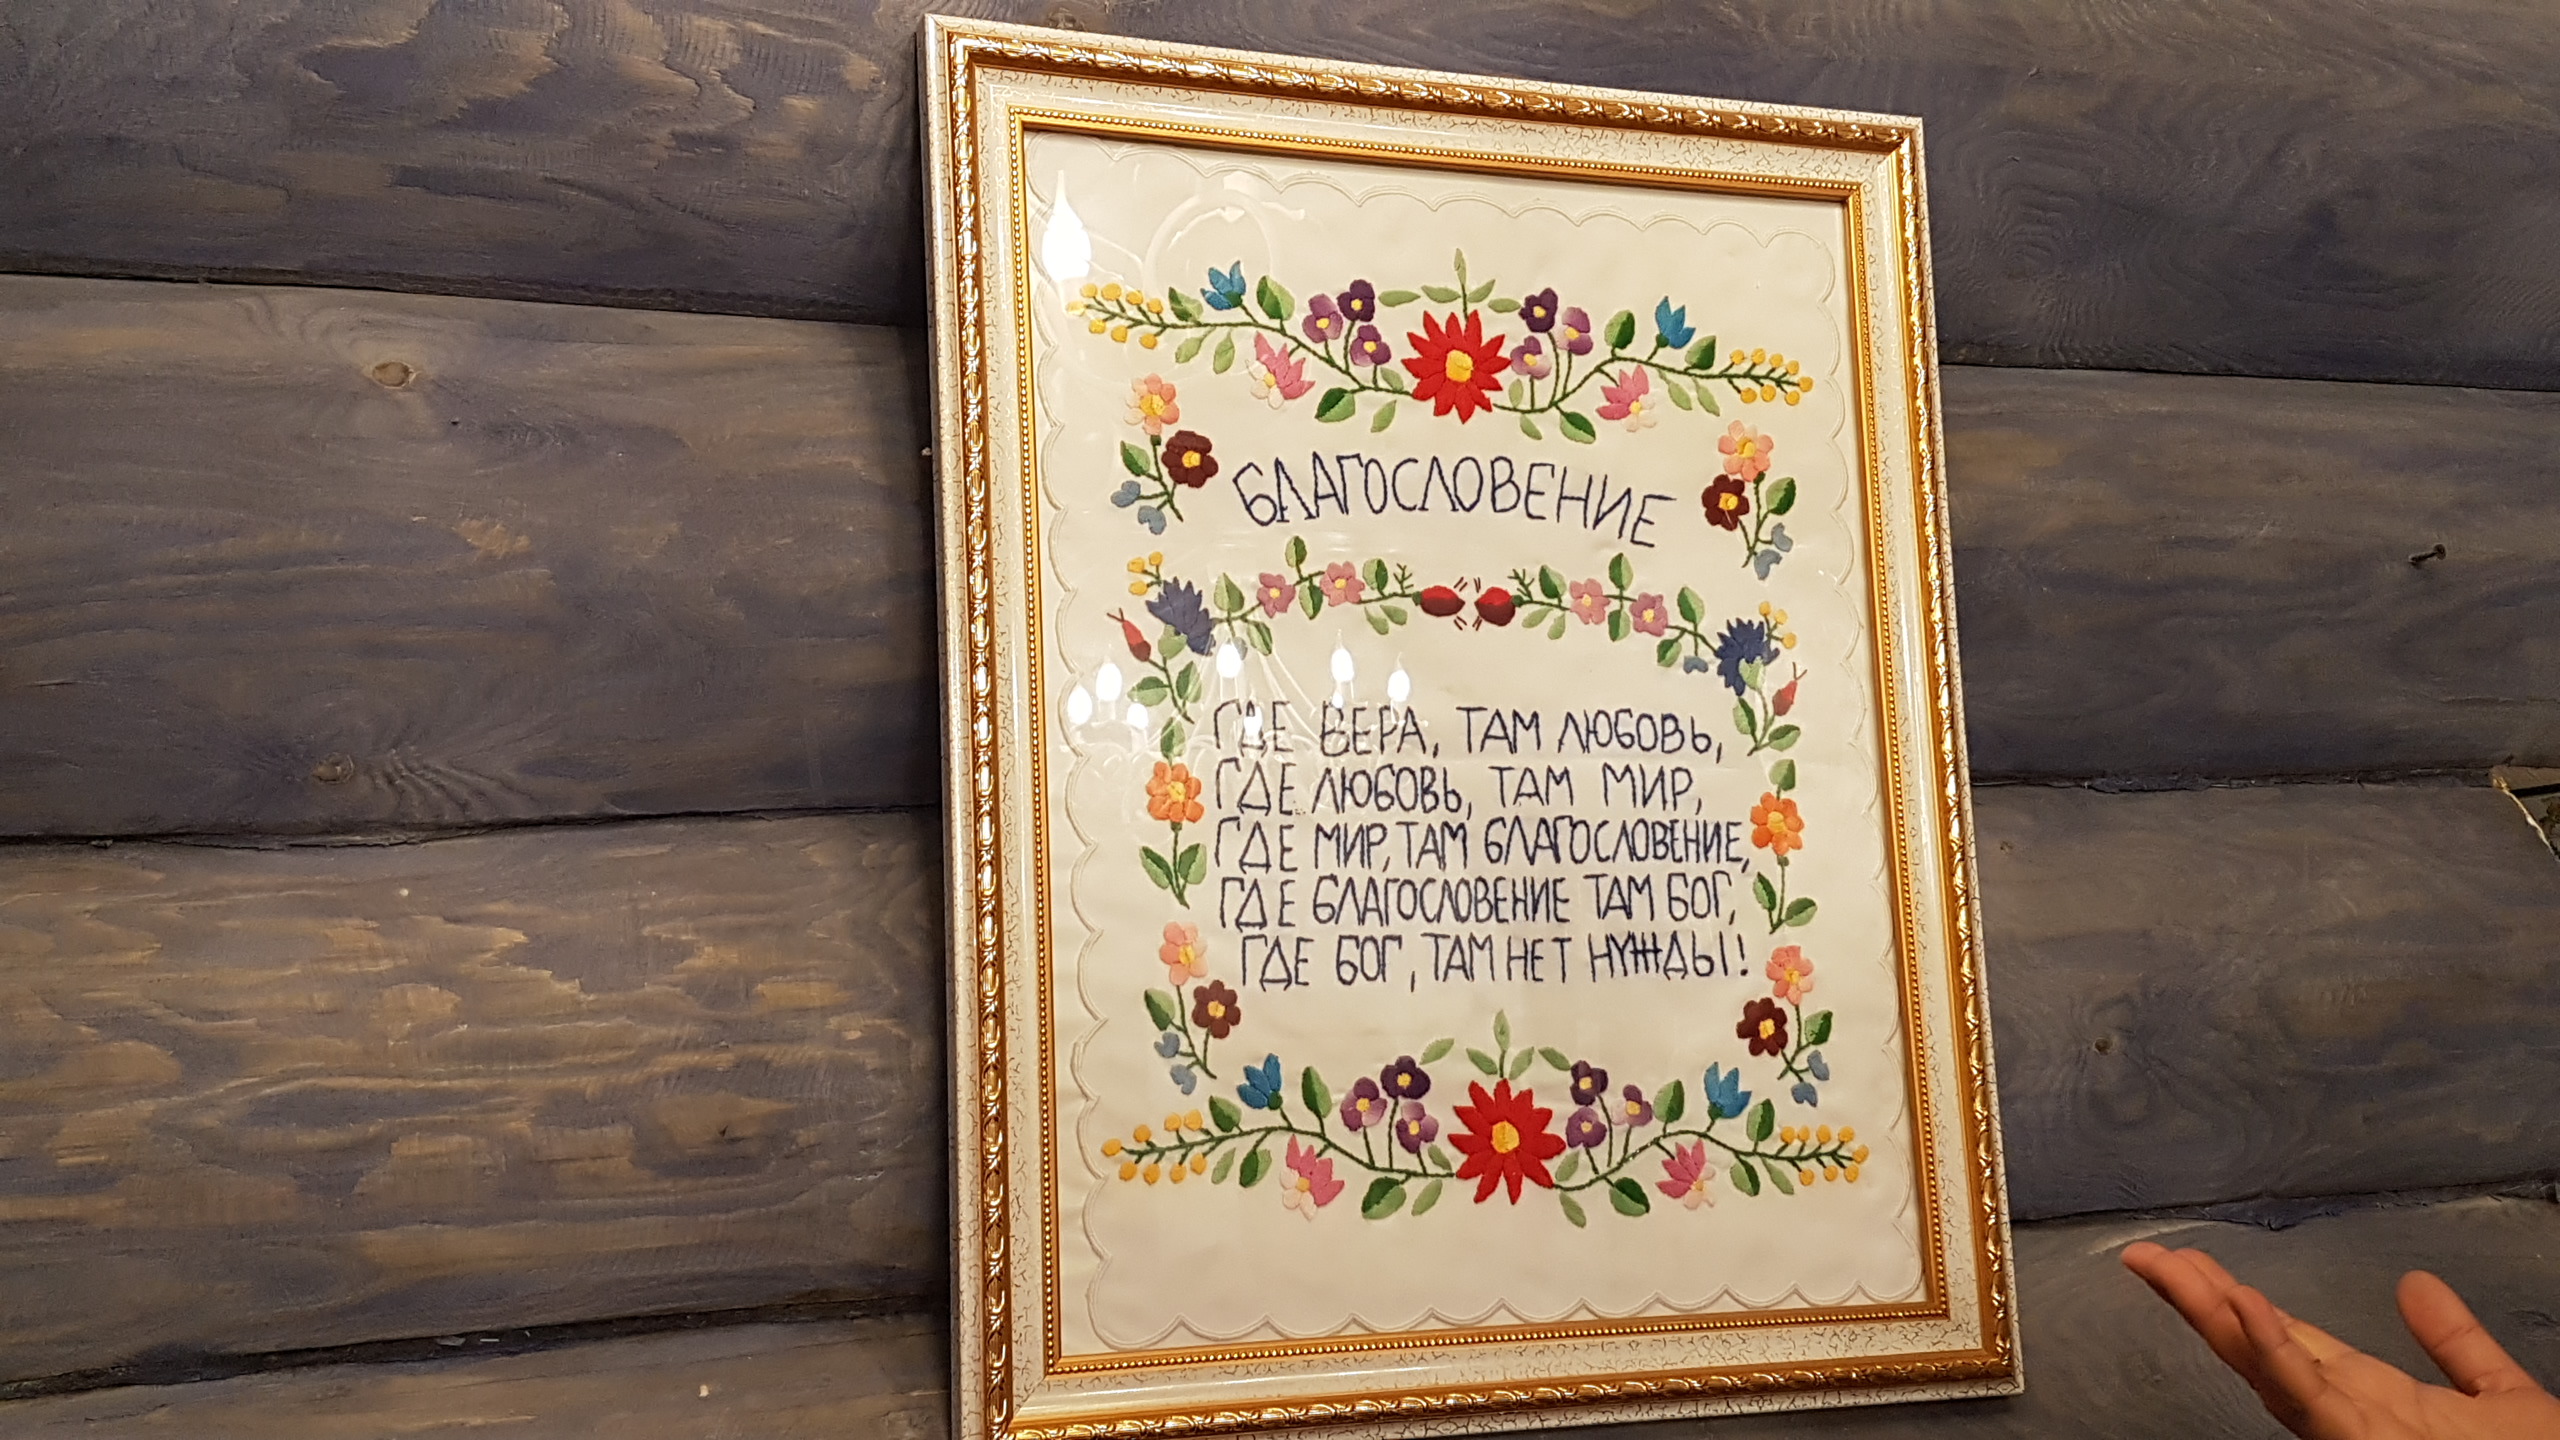 БЛАГОСЛОВЕНИЕ
ГДЕ ВЕРА, ТАМ ЛЮБОВЬ,
ГДЕ ЛЮБОВЬ, ТАМ МИР,
ГДЕ МИР, ТАМ БЛАГОСЛОВЕНИЕ,
ГДЕ БЛАГОСЛОВЕНИЕ ТАМ БОГ,
ГДЕ БОГ, ТАМ НЕТ НУЖДЫ!